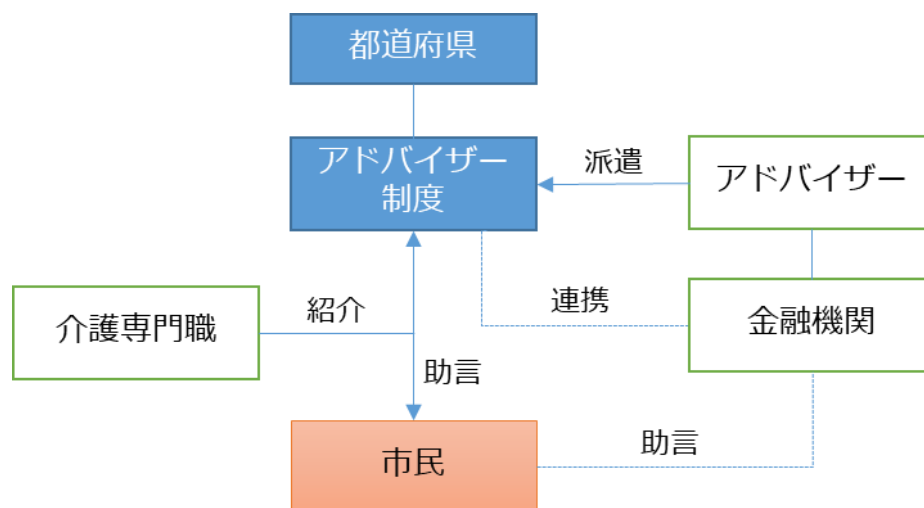 都道府県
アドバイザー
制度
派遣
アドバイザー
介護専門職
紹介
連携
金融機関
助言
市民
助言